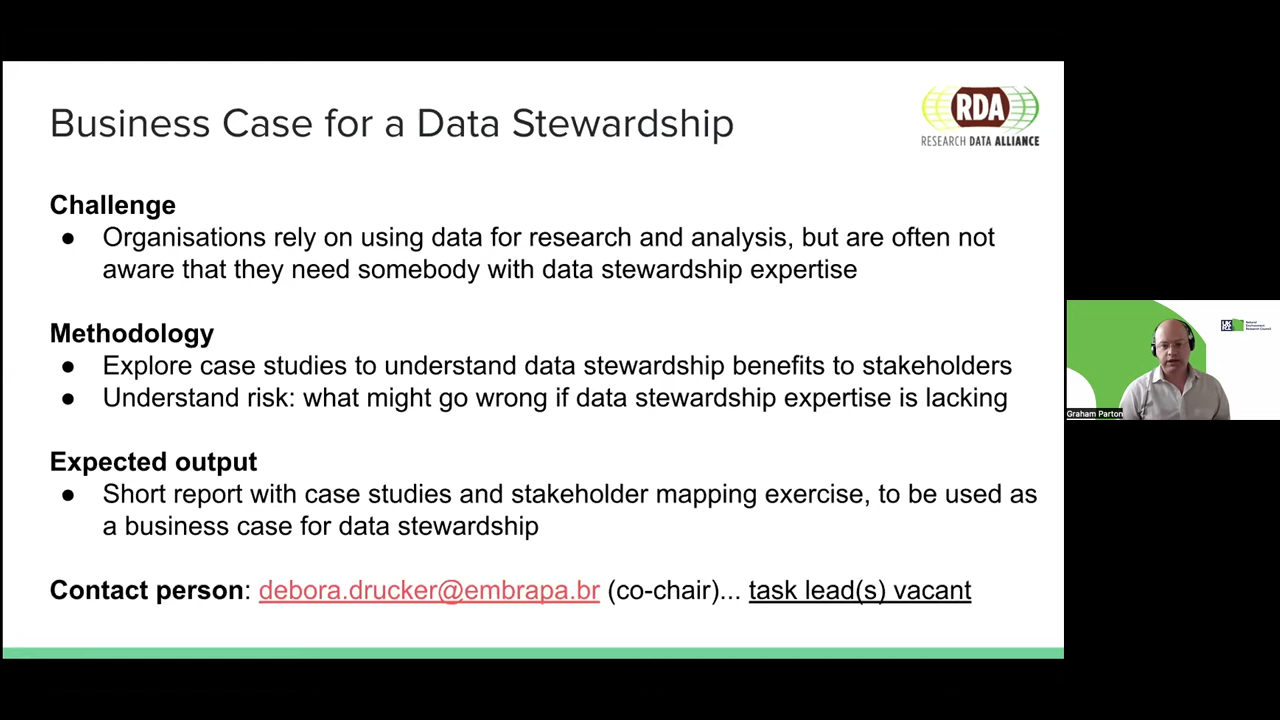 Business Case for a Data Stewardship
RDA
RESEARCH DATA ALLIANCE
Challenge
● Organisations rely on using data for research and analysis, but are often not
aware that they need somebody with data stewardship expertise
Methodology
● Explore case studies to understand data stewardship benefits to stakeholders
● Understand risk: what might go wrong if data stewardship expertise is lacking
Expected output
● Short report with case studies and stakeholder mapping exercise, to be used as
a business case for data stewardship
Contact person: debora.drucker@embrapa.br (co-chair)... task lead(s) vacant
Natural
Environment
Research Council
Graham Parton